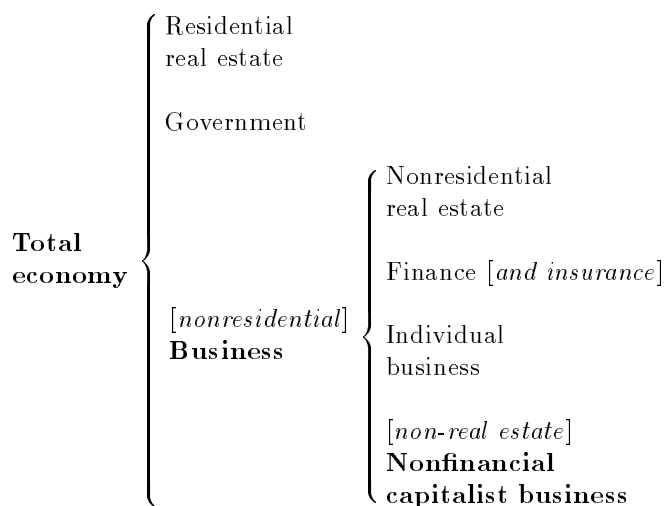 Residential
real estate
Government
Total
economy
[nonresidential]
Business
Nonresidential
real estate
Finance [and insurance]
Individual
business
[non-real estate]
Nonfinancial
capitalist business